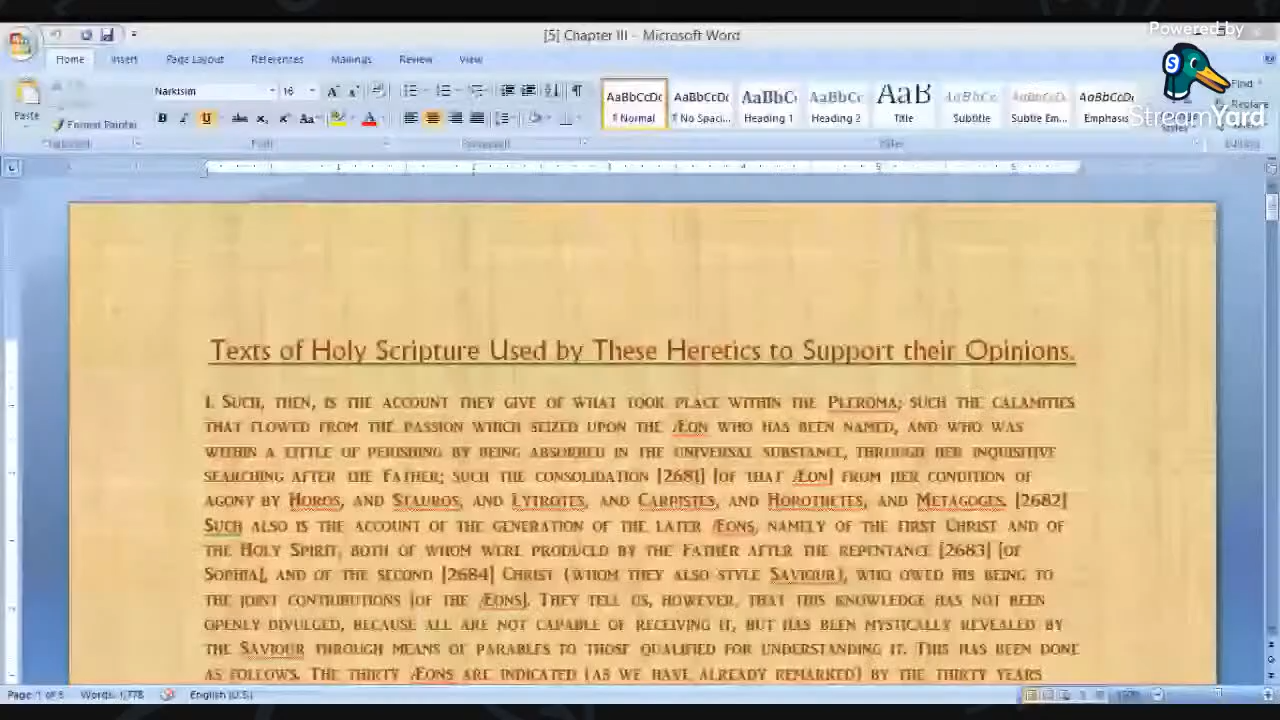 Powered by
[5] Chapter III - Microsoft Word
StreamYard
Home Insert Page Layout References Mailings Review View
Narkisim 16
Find
AaBbCcDc AaBbCcDc AaBbC AaBbCc AaB AaBbCc AaBbCcDc AaBbCcDc
Replace
Paste Format Painter
¶ Normal ¶ No Spaci... Heading 1 Heading 2 Title Subtitle Subtle Em... Emphasis
Clipboard Font Paragraph Styles Editing
Texts of Holy Scripture Used by These Heretics to Support their Opinions.
1. Such, then, is the account they give of what took place within the Pleroma; such the calamities
that flowed from the passion which seized upon the Æon who has been named, and who was
within a little of perishing by being absorbed in the universal substance, through her inquisitive
searching after the Father; such the consolidation [2681] [of that Æon] from her condition of
agony by Horos, and Stauros, and Lytrotes, and Carpistes, and Horothetes, and Metagoges. [2682]
Such also is the account of the generation of the later Æons, namely of the first Christ and of
the Holy Spirit, both of whom were produced by the Father after the repentance [2683] [of
Sophia], and of the second [2684] Christ (whom they also style Saviour), who owed his being to
the joint contributions [of the Æons]. They tell us, however, that this knowledge has not been
openly divulged, because all are not capable of receiving it, but has been mystically revealed by
the Saviour through means of parables to those qualified for understanding it. This has been done
as follows. The thirty Æons are indicated (as we have already remarked) by the thirty years
Page: 1 of 5 Words: 1,778 English (U.S.)